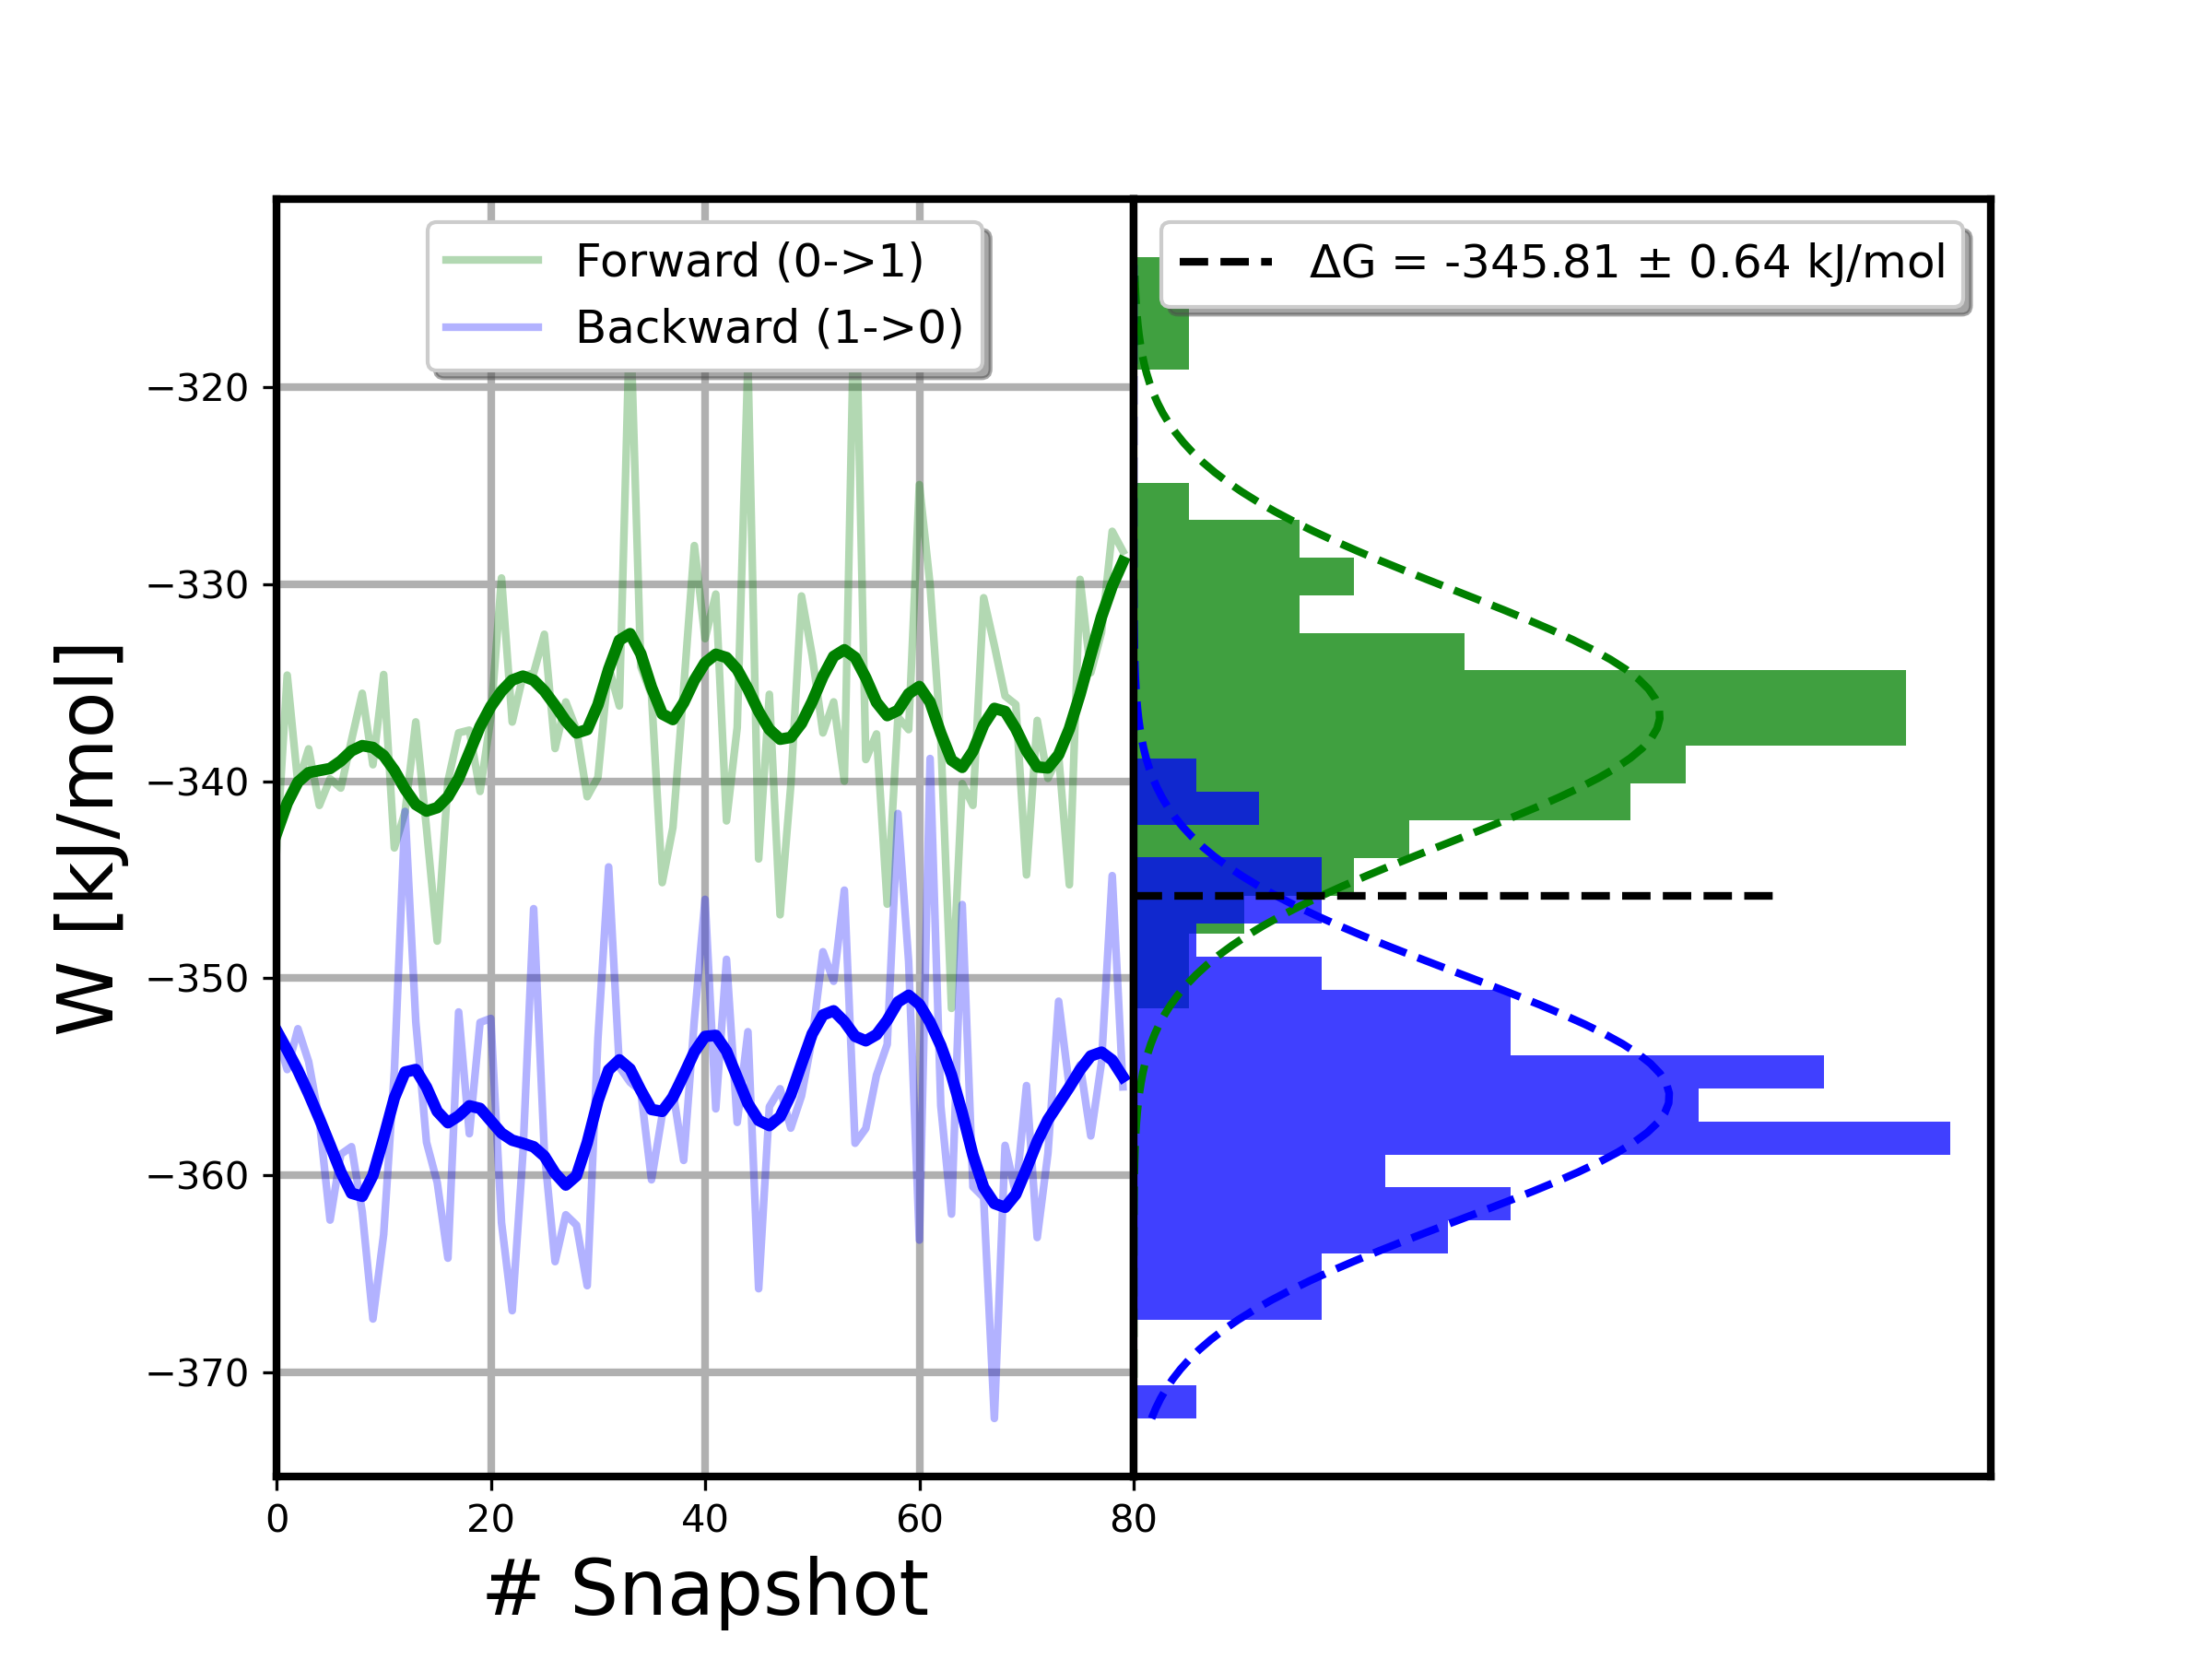 Forward (0->1)
Backward (1->0)
ΔG = -345.81 ± 0.64 kJ/mol
W [kJ/mol]
−320
−330
−340
−350
−360
−370
0 20 40 60 80
# Snapshot